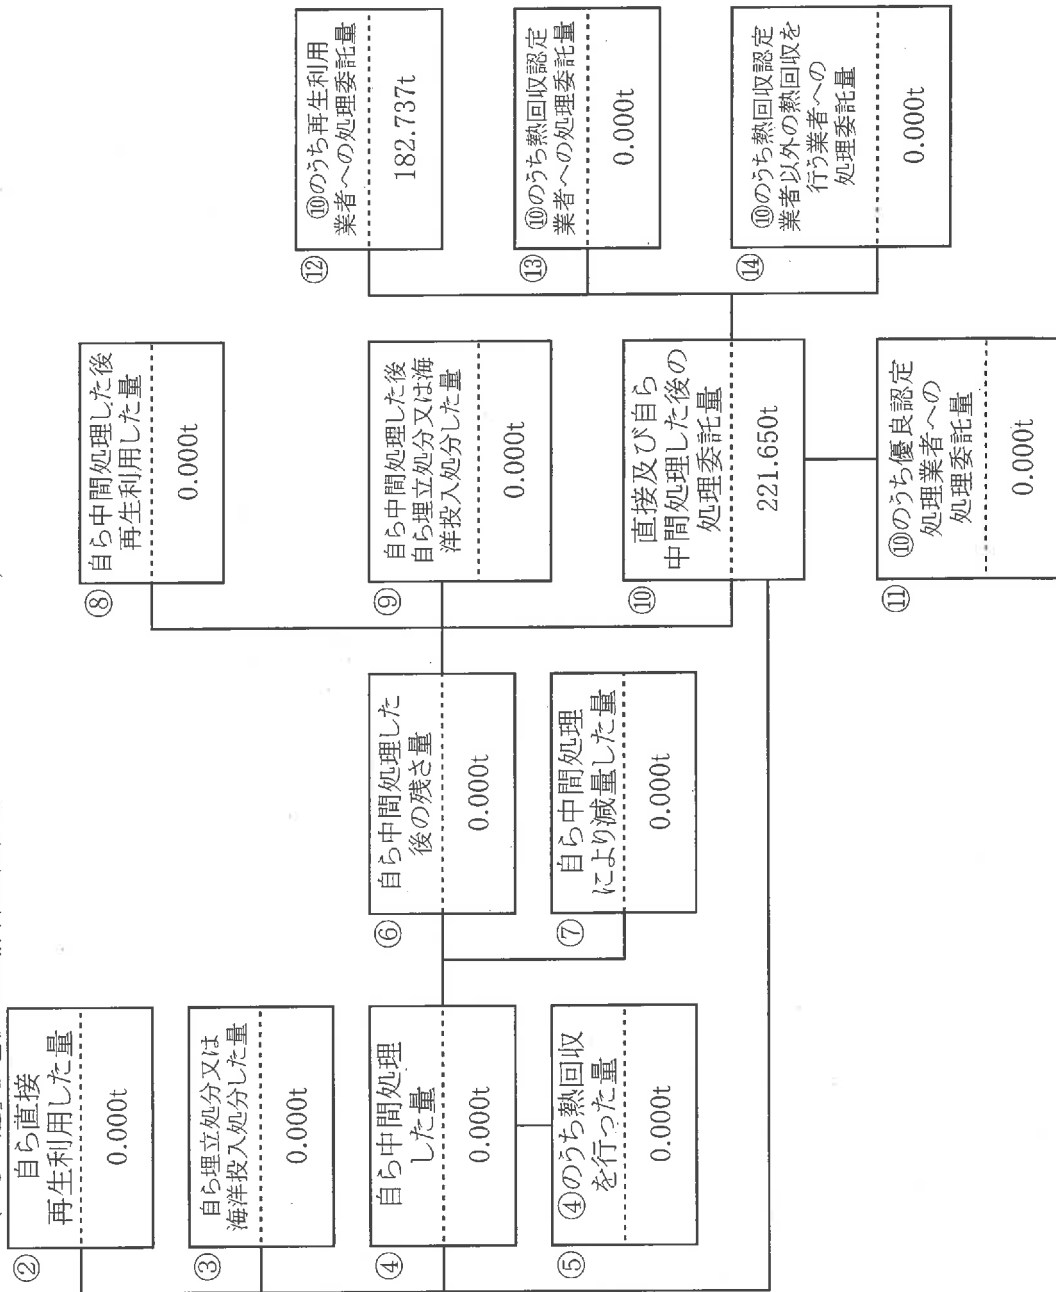 ②
自ら直接
再生利用した量
0.000t
③
自ら埋立処分又は
海洋投入処分した量
0.000t
④
自ら中間処理
した量
0.000t
⑤
④のうち熱回収
を行った量
0.000t
⑥
自ら中間処理した
後の残さ量
0.000t
⑦
自ら中間処理
により減量した量
0.000t
⑧
自ら中間処理した後
再生利用した量
0.000t
⑨
自ら中間処理した後
自ら埋立処分又は海
洋投入処分した量
0.000t
⑩
直接及び自ら
中間処理した後の
処理委託量
221.650t
⑪
⑩のうち優良認定
処理業者への
処理委託量
0.000t
⑫
⑩のうち再生利用
業者への処理委託量
182.737t
⑬
⑩のうち熱回収認定
業者への処理委託量
0.000t
⑭
⑩のうち熱回収認定
業者以外の熱回収を
行う業者への
処理委託量
0.000t